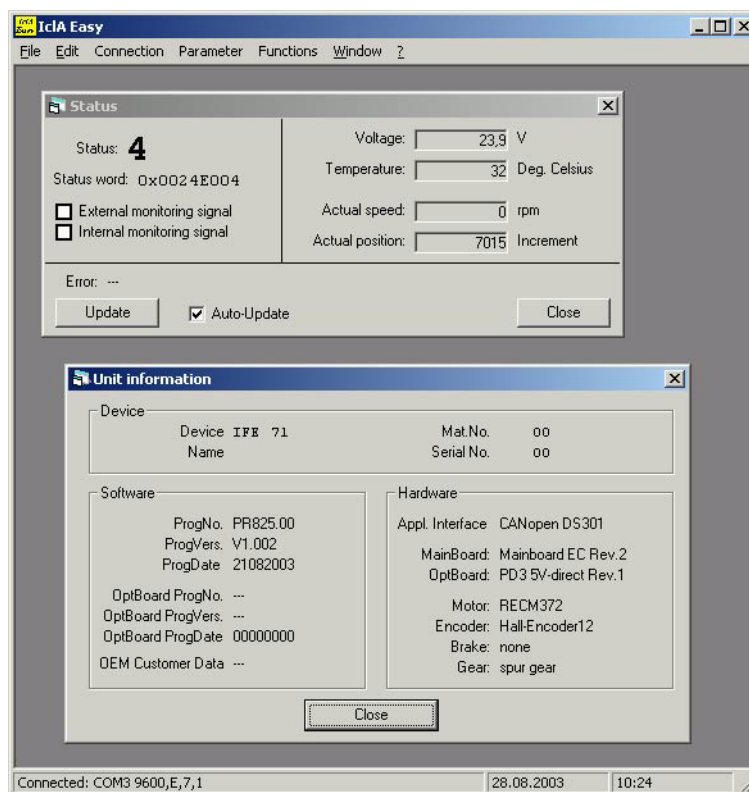 IclA Easy
File Edit Connection Parameter Functions Window ?
Status
Status: 4
Status word: 0x0024E004
External monitoring signal
Internal monitoring signal
Voltage: 23,9 V
Temperature: 32 Deg. Celsius
Actual speed: 0 rpm
Actual position: 7015 Increment
Error: ---
Update Auto-Update Close
Unit information
Device
Device IFE 71
Name
Mat.No. 00
Serial No. 00
Software
ProgNo. PR825.00
ProgVers. V1.002
ProgDate 21082003
OptBoard ProgNo. ---
OptBoard ProgVers. ---
OptBoard ProgDate 00000000
OEM Customer Data ---
Hardware
Appl. Interface CANopen DS301
MainBoard: Mainboard EC Rev.2
OptBoard: PD3 5V-direct Rev.1
Motor: RECM372
Encoder: Hall-Encoder12
Brake: none
Gear: spur gear
Close
Connected: COM3 9600,E,7,1 28.08.2003 10:24